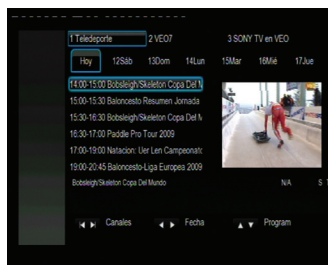 1 Teledeporte 2 VEO7 3 SONY TV en VEO
Hoy 12Sáb 13Dom 14Lun 15Mar 16Mié 17Jue
14:00-15:00 Bobsleigh/Skeleton Copa Del M
15:00-15:30 Baloncesto Resumen Jornada
15:30-16:30 Bobsleigh/Skeleton Copa Del M
16:30-17:00 Paddle Pro Tour 2009
17:00-19:00 Natacion: Uer Len Campeonato:
19:00-20:45 Baloncesto-Liga Europea 2009
Bobsleigh/Skeleton Copa Del Mundo N/A S
Canales Fecha Program